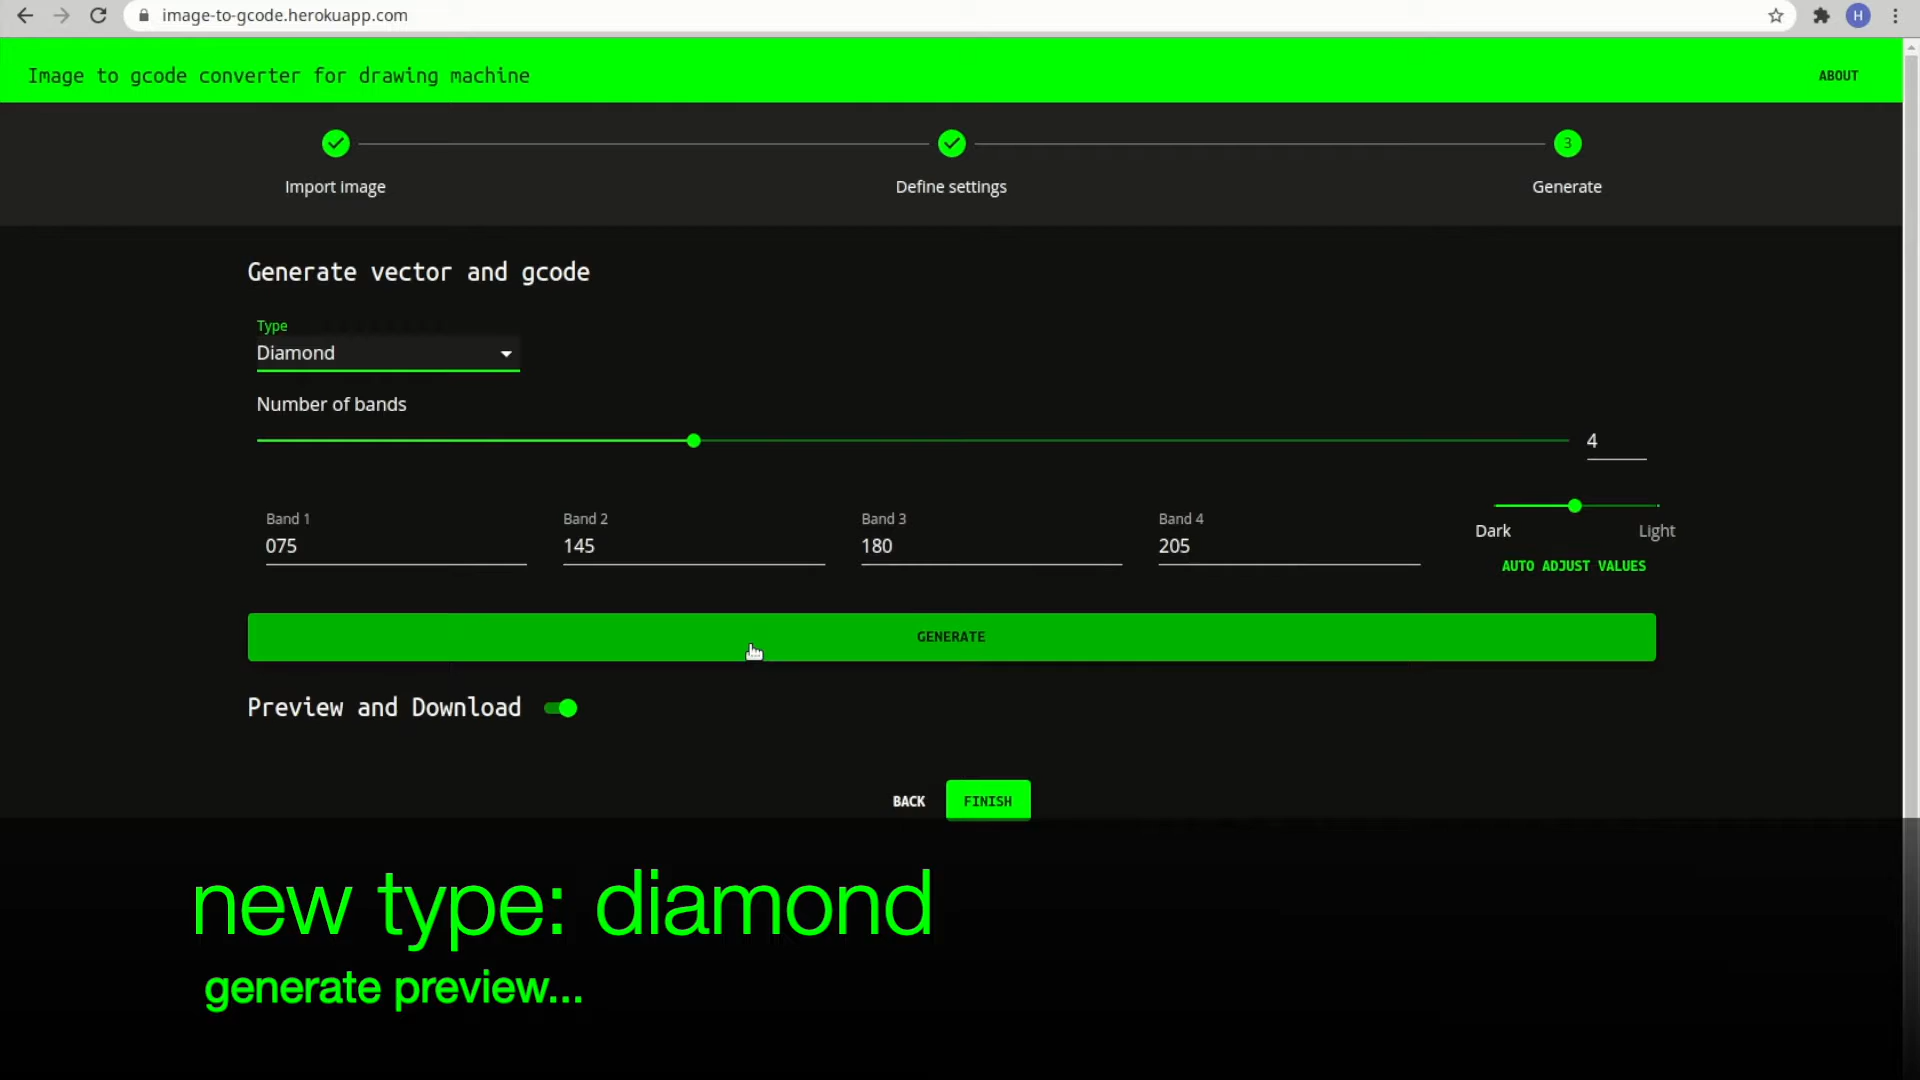 image-to-gcode.herokuapp.com
H
Image to gcode converter for drawing machine
ABOUT
3
Import image
Define settings
Generate
Generate vector and gcode
Type
Diamond
Number of bands
4
Band 1
Band 2
Band 3
Band 4
075
145
180
205
Dark
Light
AUTO ADJUST VALUES
GENERATE
Preview and Download
BACK
FINISH
new type: diamond
generate preview...